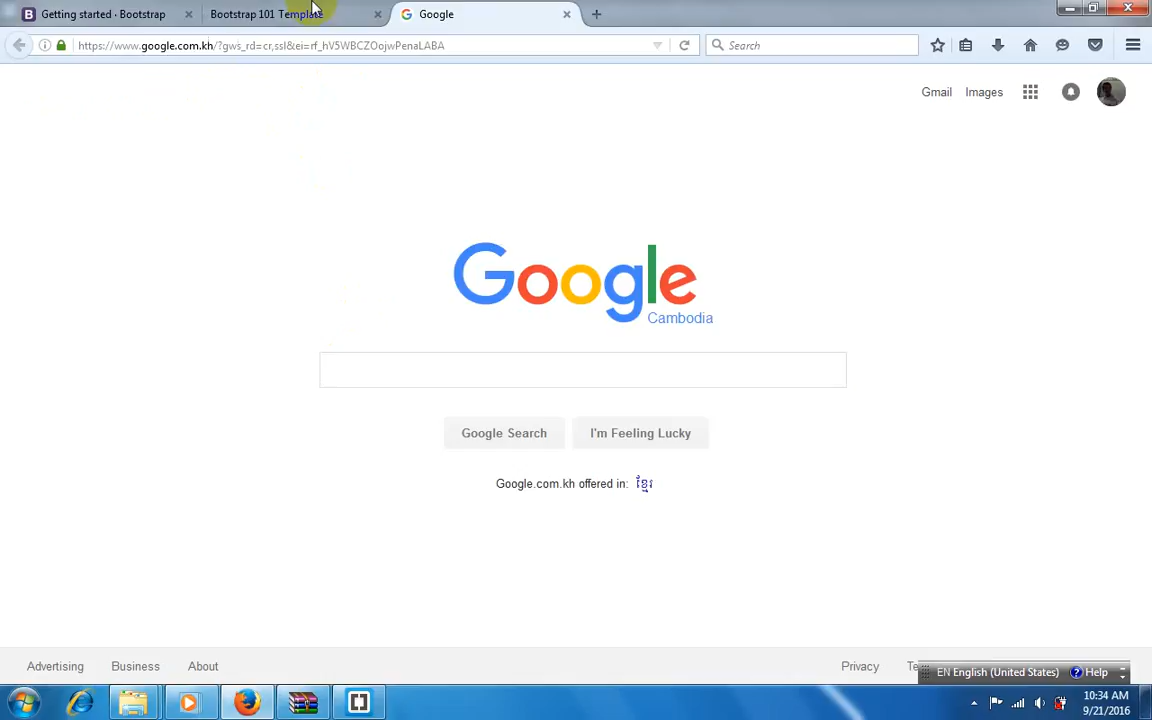 Getting started · Bootstrap
Bootstrap 101 Template
Google
https://www.google.com.kh/?gws_rd=cr,ssl&ei=rf_hV5WBCZOojwPenaLABA
Search
Gmail
Images
Google
Cambodia
Google Search
I'm Feeling Lucky
Google.com.kh offered in: ខ្មែរ
Advertising
Business
About
Privacy
EN English (United States)
Help
10:34 AM
9/21/2016